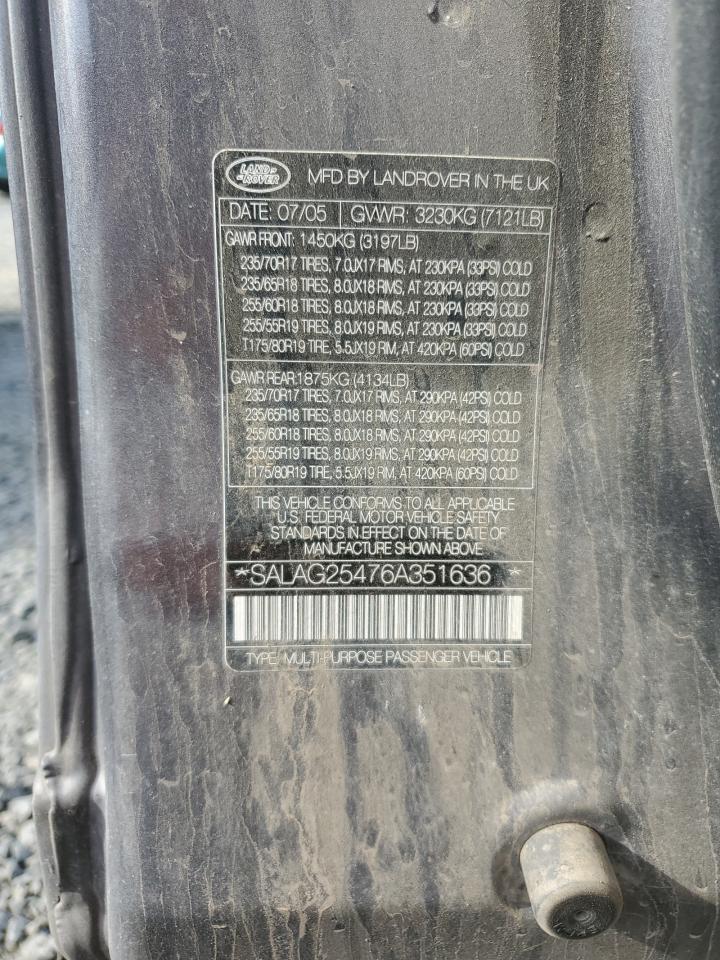 LAND
ROVER
MFD BY LANDROVER IN THE UK
DATE: 07/05 GVWR: 3230KG (7121LB)
GAWR FRONT: 1450KG (3197LB)
235/70R17 TIRES, 7.0JX17 RIMS, AT 230KPA (33PSI) COLD
235/65R18 TIRES, 8.0JX18 RIMS, AT 230KPA (33PSI) COLD
255/60R18 TIRES, 8.0JX18 RIMS, AT 230KPA (33PSI) COLD
255/55R19 TIRES, 8.0JX19 RIMS, AT 230KPA (33PSI) COLD
T175/80R19 TIRE, 5.5JX19 RIM, AT 420KPA (60PSI) COLD
GAWR REAR:1875KG (4134LB)
235/70R17 TIRES, 7.0JX17 RIMS, AT 290KPA (42PSI) COLD
235/65R18 TIRES, 8.0JX18 RIMS, AT 290KPA (42PSI) COLD
255/60R18 TIRES, 8.0JX18 RIMS, AT 290KPA (42PSI) COLD
255/55R19 TIRES, 8.0JX19 RIMS, AT 290KPA (42PSI) COLD
T175/80R19 TIRE, 5.5JX19 RIM, AT 420KPA (60PSI) COLD
THIS VEHICLE CONFORMS TO ALL APPLICABLE
U.S. FEDERAL MOTOR VEHICLE SAFETY
STANDARDS IN EFFECT ON THE DATE OF
MANUFACTURE SHOWN ABOVE
*SALAG25476A351636 *
TYPE: MULTI-PURPOSE PASSENGER VEHICLE